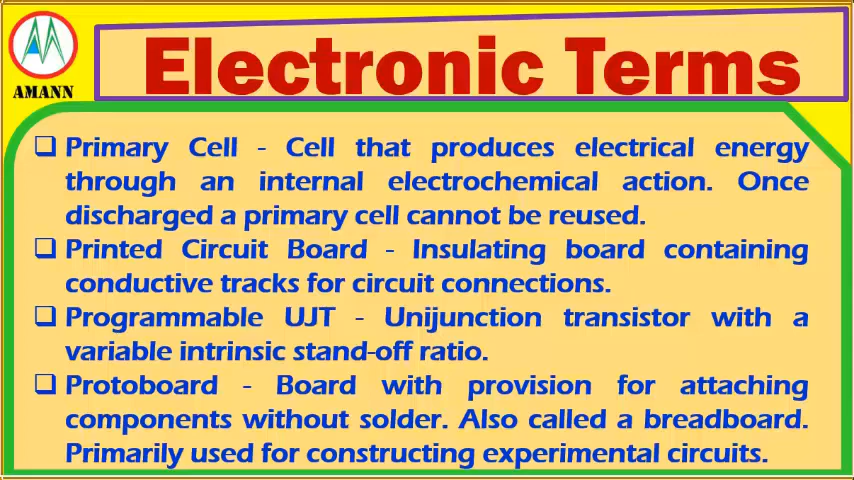 AMANN
Electronic Terms
❑ Primary Cell - Cell that produces electrical energy
through an internal electrochemical action. Once
discharged a primary cell cannot be reused.
❑ Printed Circuit Board - Insulating board containing
conductive tracks for circuit connections.
❑ Programmable UJT - Unijunction transistor with a
variable intrinsic stand-off ratio.
❑ Protoboard - Board with provision for attaching
components without solder. Also called a breadboard.
Primarily used for constructing experimental circuits.